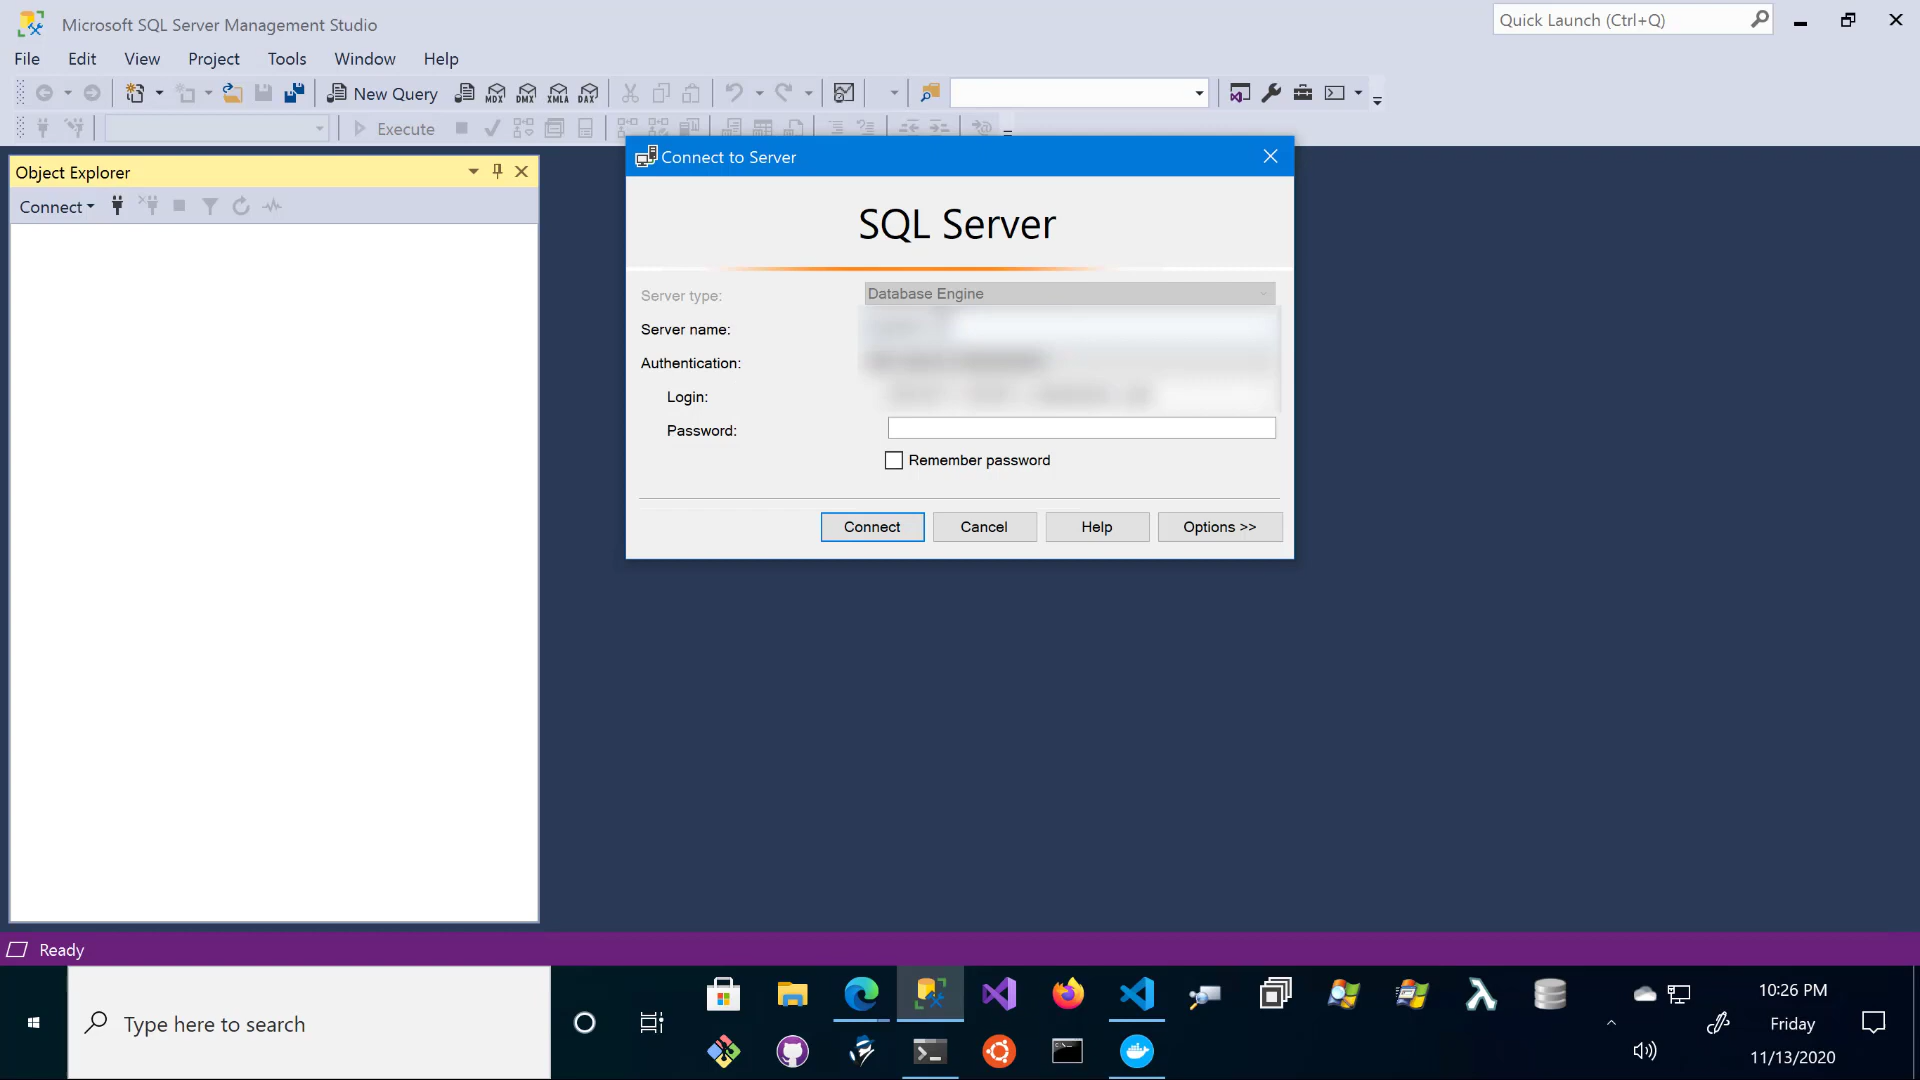 Microsoft SQL Server Management Studio
Quick Launch (Ctrl+Q)
File Edit View Project Tools Window Help
New Query MDX DMX XMLA DAX
Execute
Object Explorer
Connect
Connect to Server
SQL Server
Server type: Database Engine
Server name:
Authentication:
Login:
Password:
Remember password
Connect Cancel Help Options >>
Ready
Type here to search
10:26 PM
Friday
11/13/2020